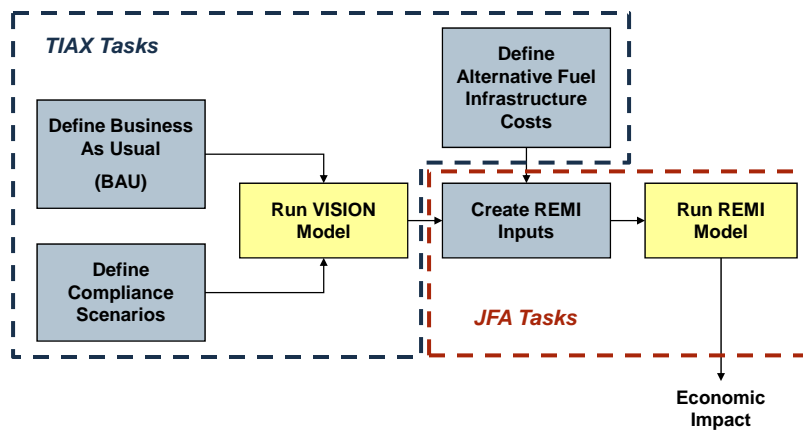 TIAX Tasks
Define
Alternative Fuel
Infrastructure
Costs
Define Business
As Usual
(BAU)
Run VISION
Model
Create REMI
Inputs
Run REMI
Model
Define
Compliance
Scenarios
JFA Tasks
Economic
Impact